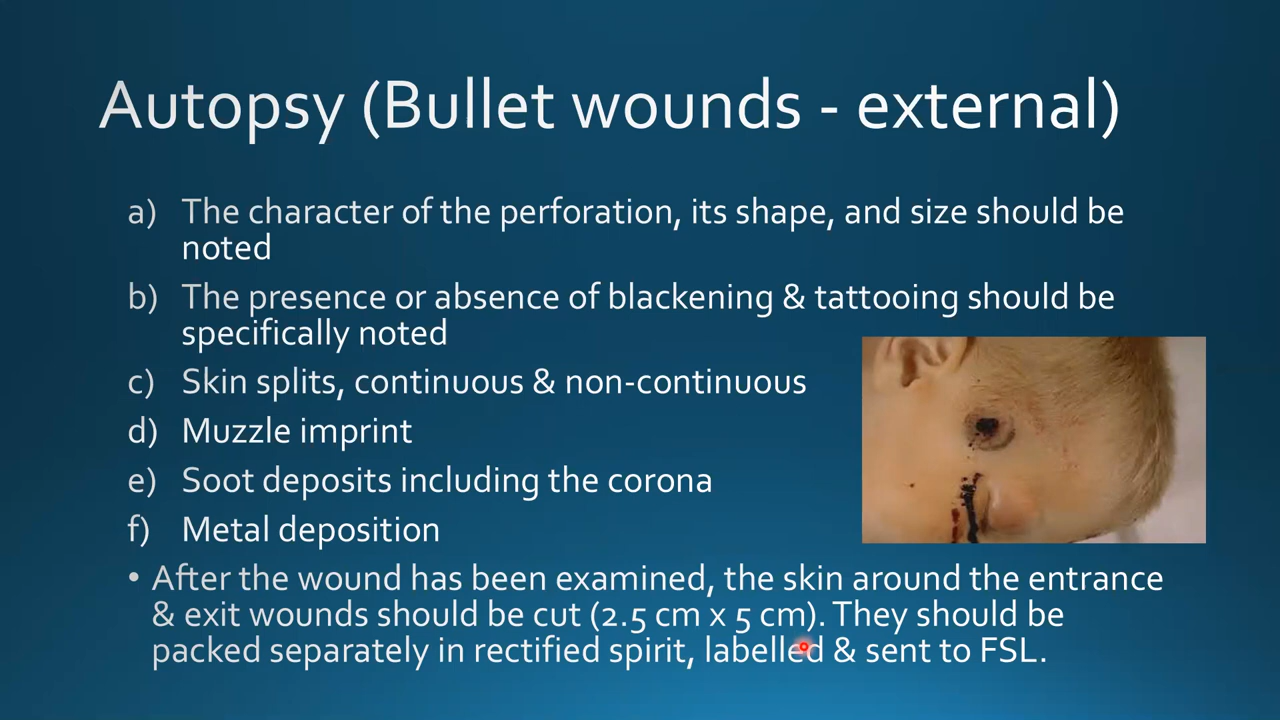 Autopsy (Bullet wounds - external)
a) The character of the perforation, its shape, and size should be
noted
b) The presence or absence of blackening & tattooing should be
specifically noted
c) Skin splits, continuous & non-continuous
d) Muzzle imprint
e) Soot deposits including the corona
f) Metal deposition
• After the wound has been examined, the skin around the entrance
& exit wounds should be cut (2.5 cm x 5 cm). They should be
packed separately in rectified spirit, labelled & sent to FSL.